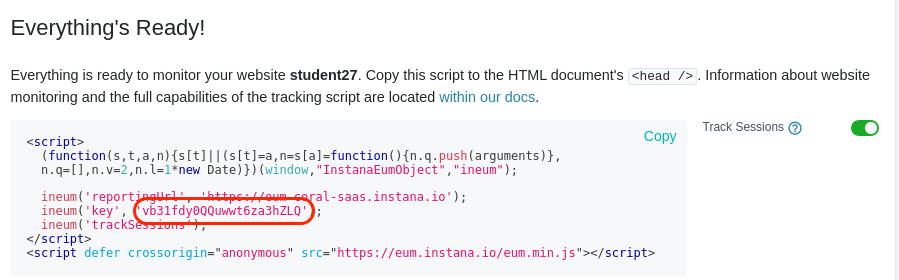 Everything's Ready!
Everything is ready to monitor your website student27. Copy this script to the HTML document's <head />. Information about website
monitoring and the full capabilities of the tracking script are located within our docs.
Copy
Track Sessions ?
<script>
(function(s,t,a,n){s[t]||(s[t]=a,n=s[a]=function(){n.q.push(arguments)},
n.q=[],n.v=2,n.l=1*new Date)})(window,"InstanaEumObject","ineum");
ineum('reportingUrl', 'https://eum-coral-saas.instana.io');
ineum('key', 'vb31fdy0QQuwwt6za3hZLQ');
ineum('trackSessions');
</script>
<script defer crossorigin="anonymous" src="https://eum.instana.io/eum.min.js"></script>